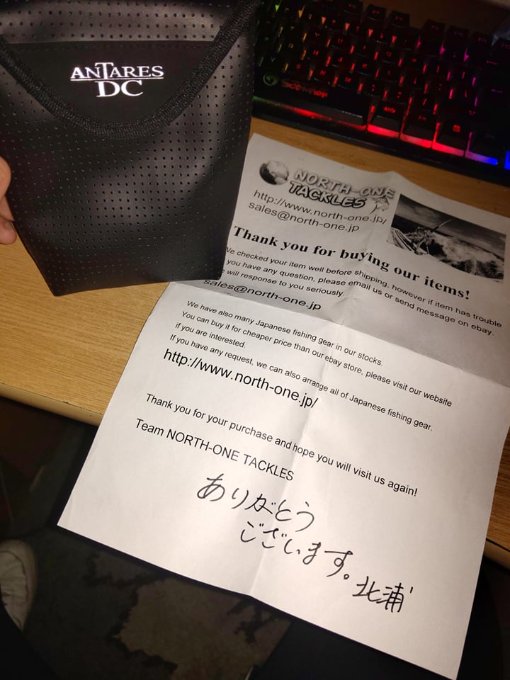 ANTARES
DC
NORTH-ONE
TACKLES
http://www.north-one.jp/
sales@north-one.jp
Thank you for buying our items!
We checked your item well before shipping, however if item has trouble
you have any question, please email us or send message on ebay.
will response to you seriously.
sales@north-one.jp
We have also many Japanese fishing gear in our stocks.
You can buy it for cheaper price than our ebay store, please visit our website
if you are interested.
If you have any request, we can also arrange all of Japanese fishing gear.
http://www.north-one.jp/
Thank you for your purchase and hope you will visit us again!
Team NORTH-ONE TACKLES
ありがとう
ございます。北浦